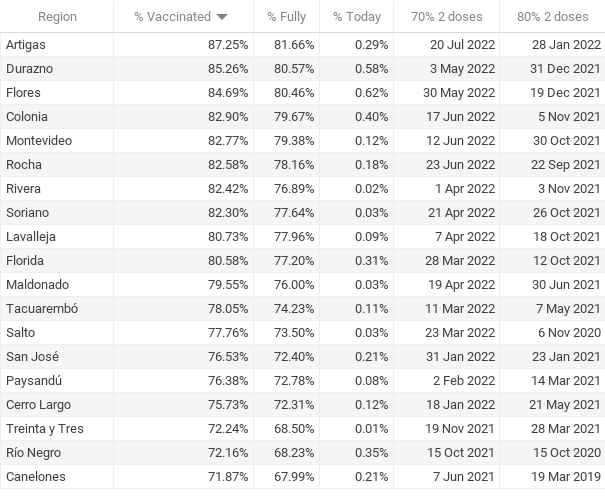 Region % Vaccinated % Fully % Today 70% 2 doses 80% 2 doses
Artigas 87.25% 81.66% 0.29% 20 Jul 2022 28 Jan 2022
Durazno 85.26% 80.57% 0.58% 3 May 2022 31 Dec 2021
Flores 84.69% 80.46% 0.62% 30 May 2022 19 Dec 2021
Colonia 82.90% 79.67% 0.40% 17 Jun 2022 5 Nov 2021
Montevideo 82.77% 79.38% 0.12% 12 Jun 2022 30 Oct 2021
Rocha 82.58% 78.16% 0.18% 23 Jun 2022 22 Sep 2021
Rivera 82.42% 76.89% 0.02% 1 Apr 2022 3 Nov 2021
Soriano 82.30% 77.64% 0.03% 21 Apr 2022 26 Oct 2021
Lavalleja 80.73% 77.96% 0.09% 7 Apr 2022 18 Oct 2021
Florida 80.58% 77.20% 0.31% 28 Mar 2022 12 Oct 2021
Maldonado 79.55% 76.00% 0.03% 19 Apr 2022 30 Jun 2021
Tacuarembó 78.05% 74.23% 0.11% 11 Mar 2022 7 May 2021
Salto 77.76% 73.50% 0.03% 23 Mar 2022 6 Nov 2020
San José 76.53% 72.40% 0.21% 31 Jan 2022 23 Jan 2021
Paysandú 76.38% 72.78% 0.08% 2 Feb 2022 14 Mar 2021
Cerro Largo 75.73% 72.31% 0.12% 18 Jan 2022 21 May 2021
Treinta y Tres 72.24% 68.50% 0.01% 19 Nov 2021 28 Mar 2021
Río Negro 72.16% 68.23% 0.35% 15 Oct 2021 15 Oct 2020
Canelones 71.87% 67.99% 0.21% 7 Jun 2021 19 Mar 2019